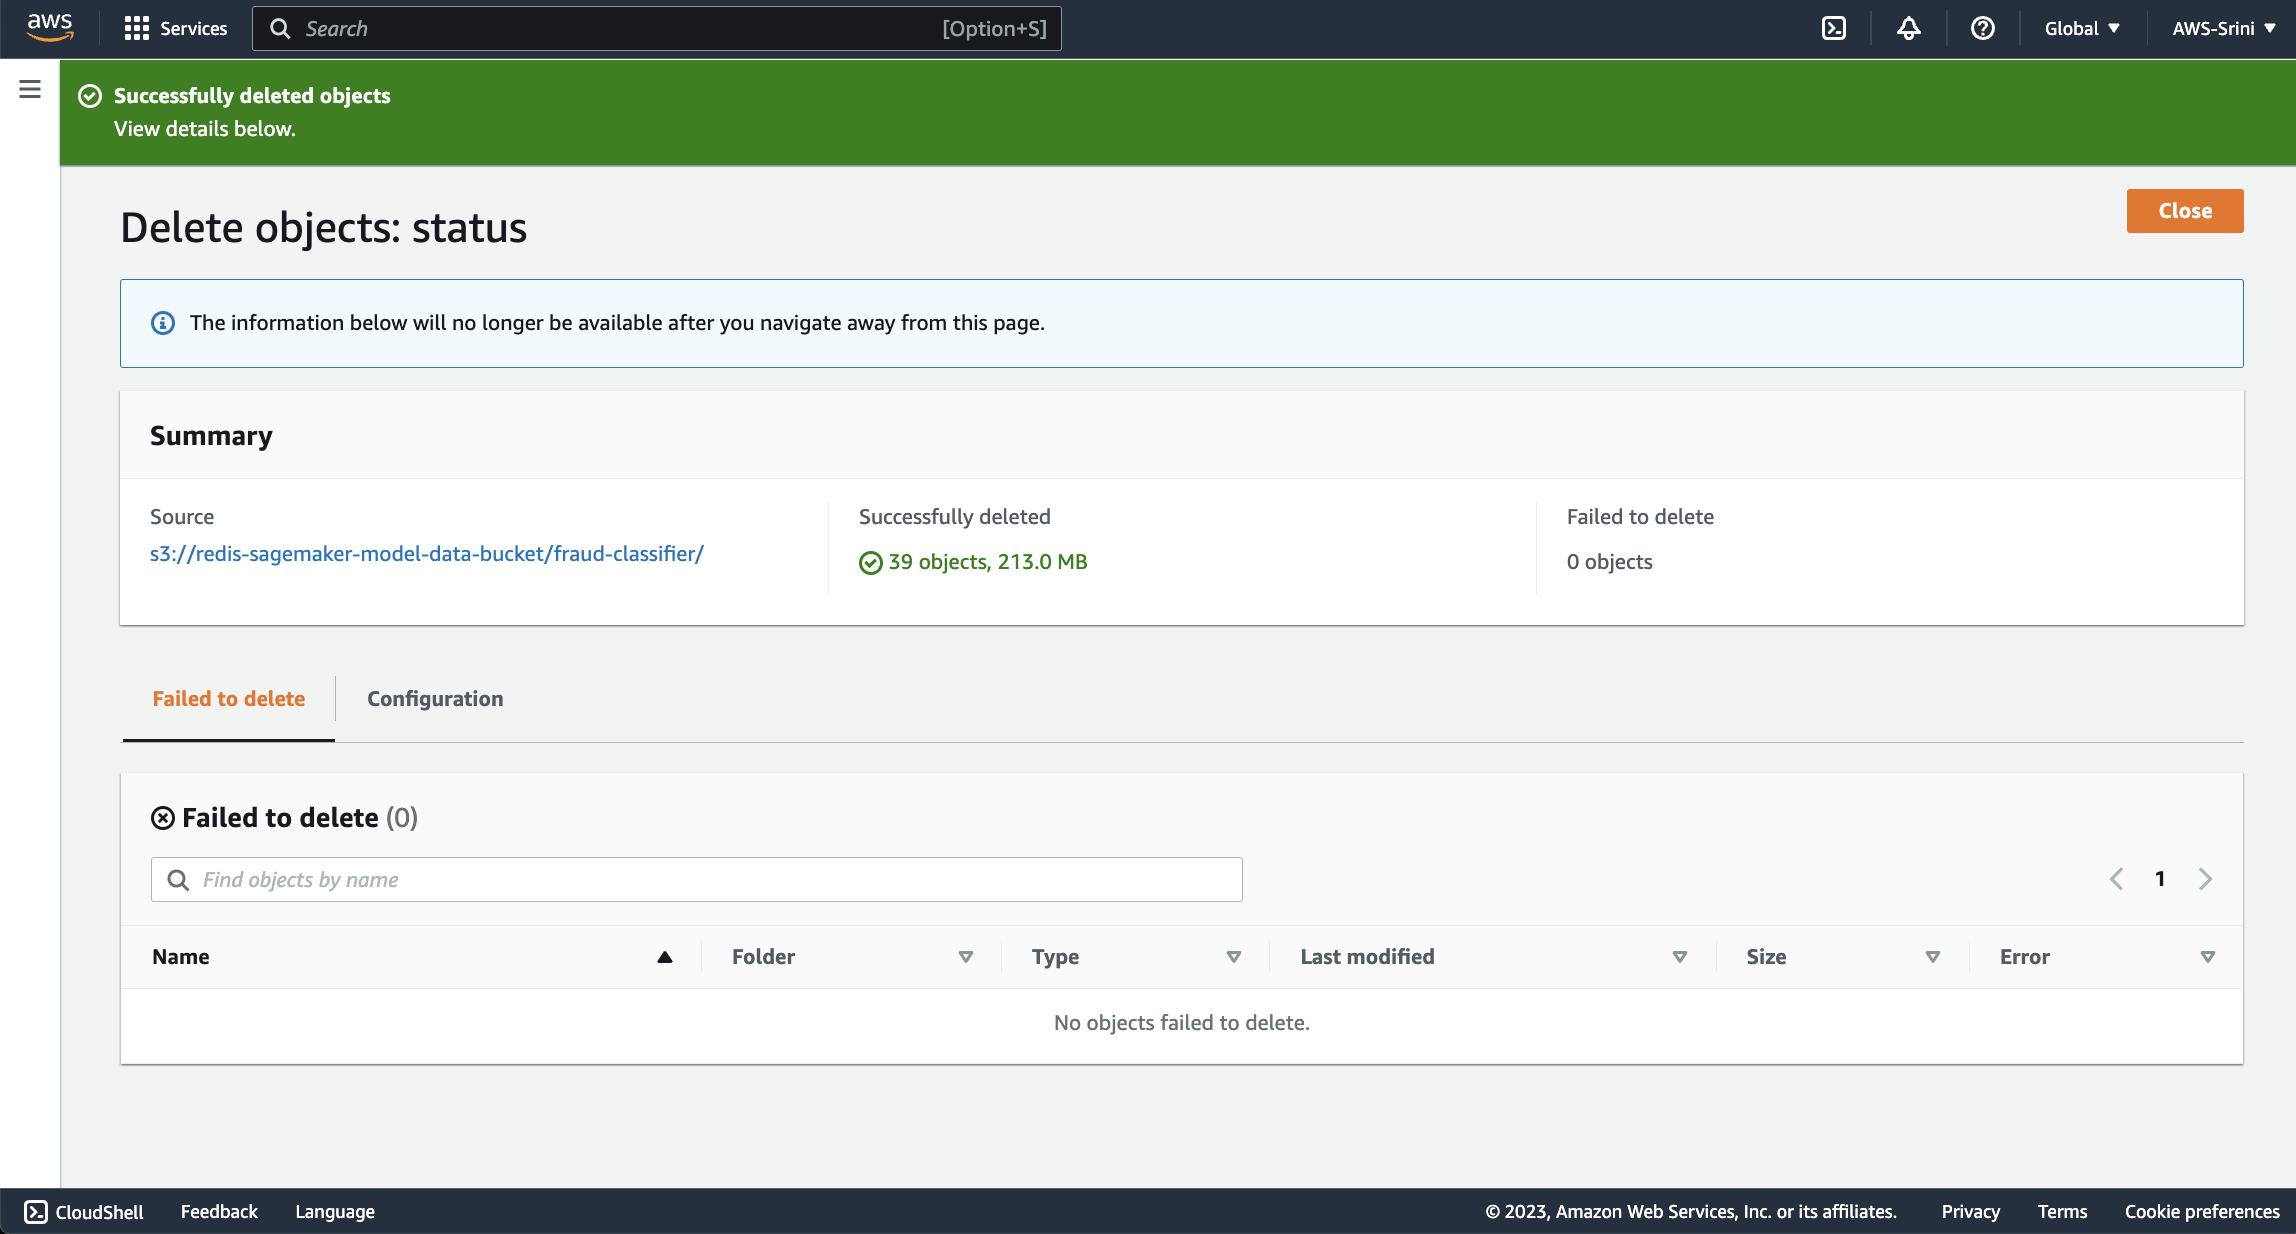 aws
Services
Search
[Option+S]
Global
AWS-Srini
Successfully deleted objects
View details below.
Delete objects: status
Close
The information below will no longer be available after you navigate away from this page.
Summary
Source
s3://redis-sagemaker-model-data-bucket/fraud-classifier/
Successfully deleted
39 objects, 213.0 MB
Failed to delete
0 objects
Failed to delete
Configuration
Failed to delete (0)
Find objects by name
1
Name
Folder
Type
Last modified
Size
Error
No objects failed to delete.
CloudShell
Feedback
Language
© 2023, Amazon Web Services, Inc. or its affiliates.
Privacy
Terms
Cookie preferences